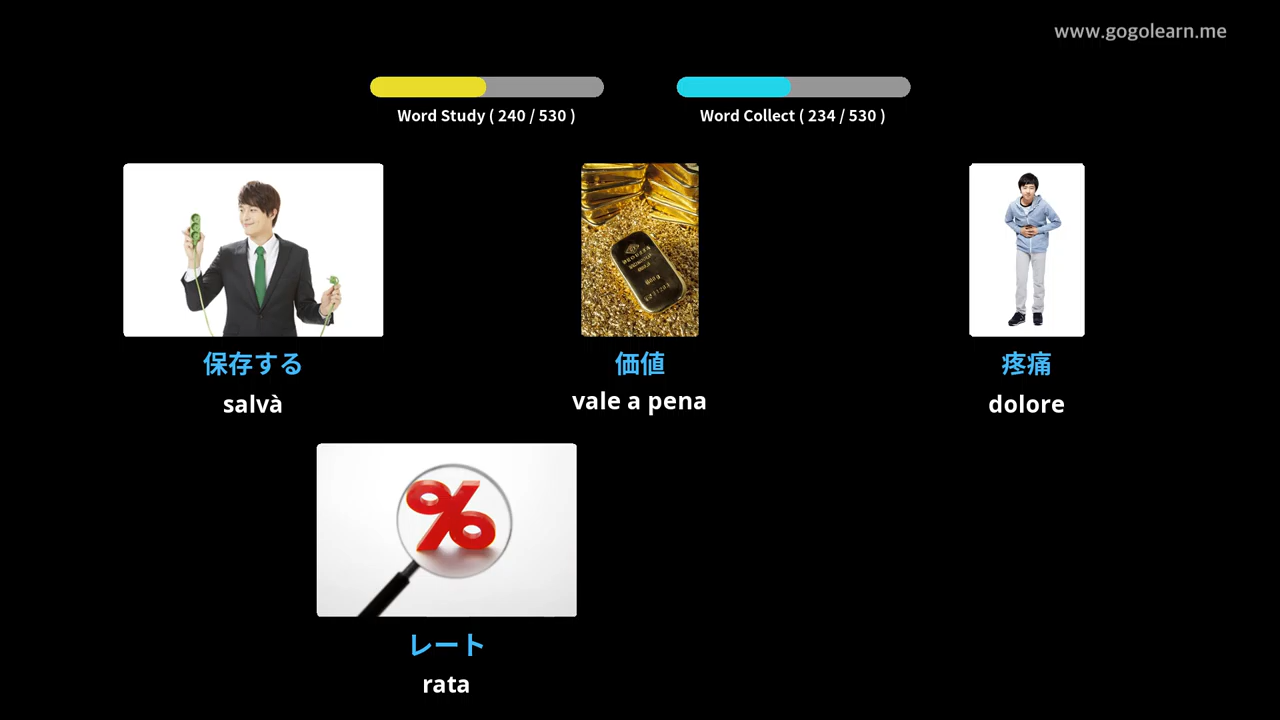 www.gogolearn.me
Word Study ( 240 / 530 )
Word Collect ( 234 / 530 )
保存する
salvà
価値
vale a pena
疼痛
dolore
レート
rata